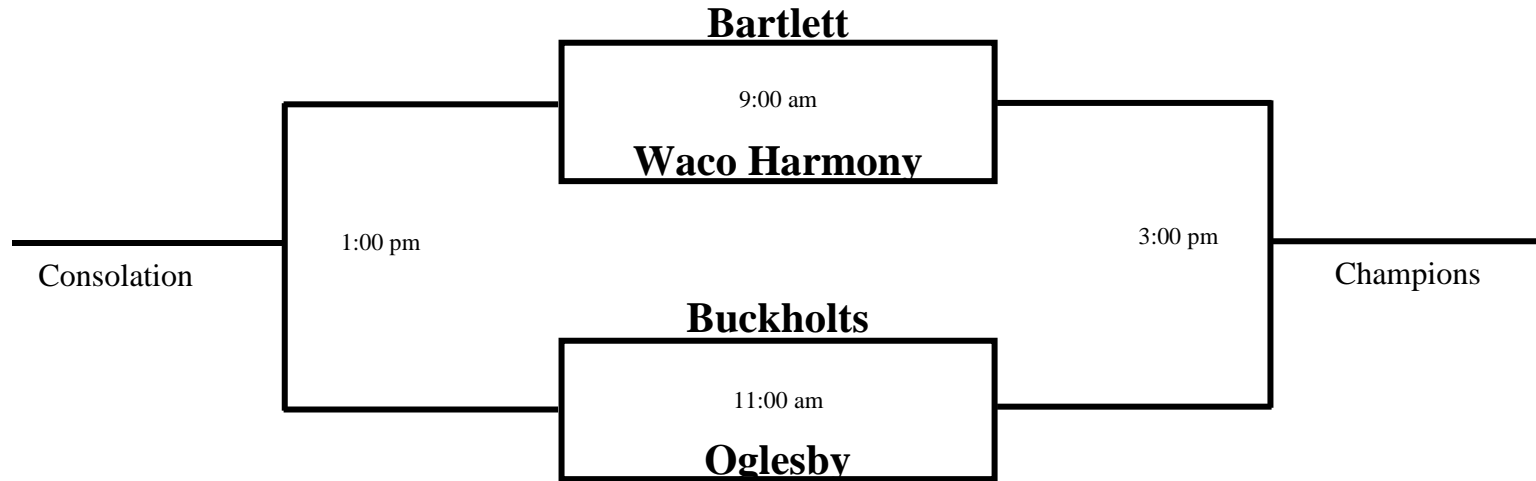 Bartlett
9:00 am
Waco Harmony
1:00 pm
3:00 pm
Consolation
Champions
Buckholts
11:00 am
Oglesby